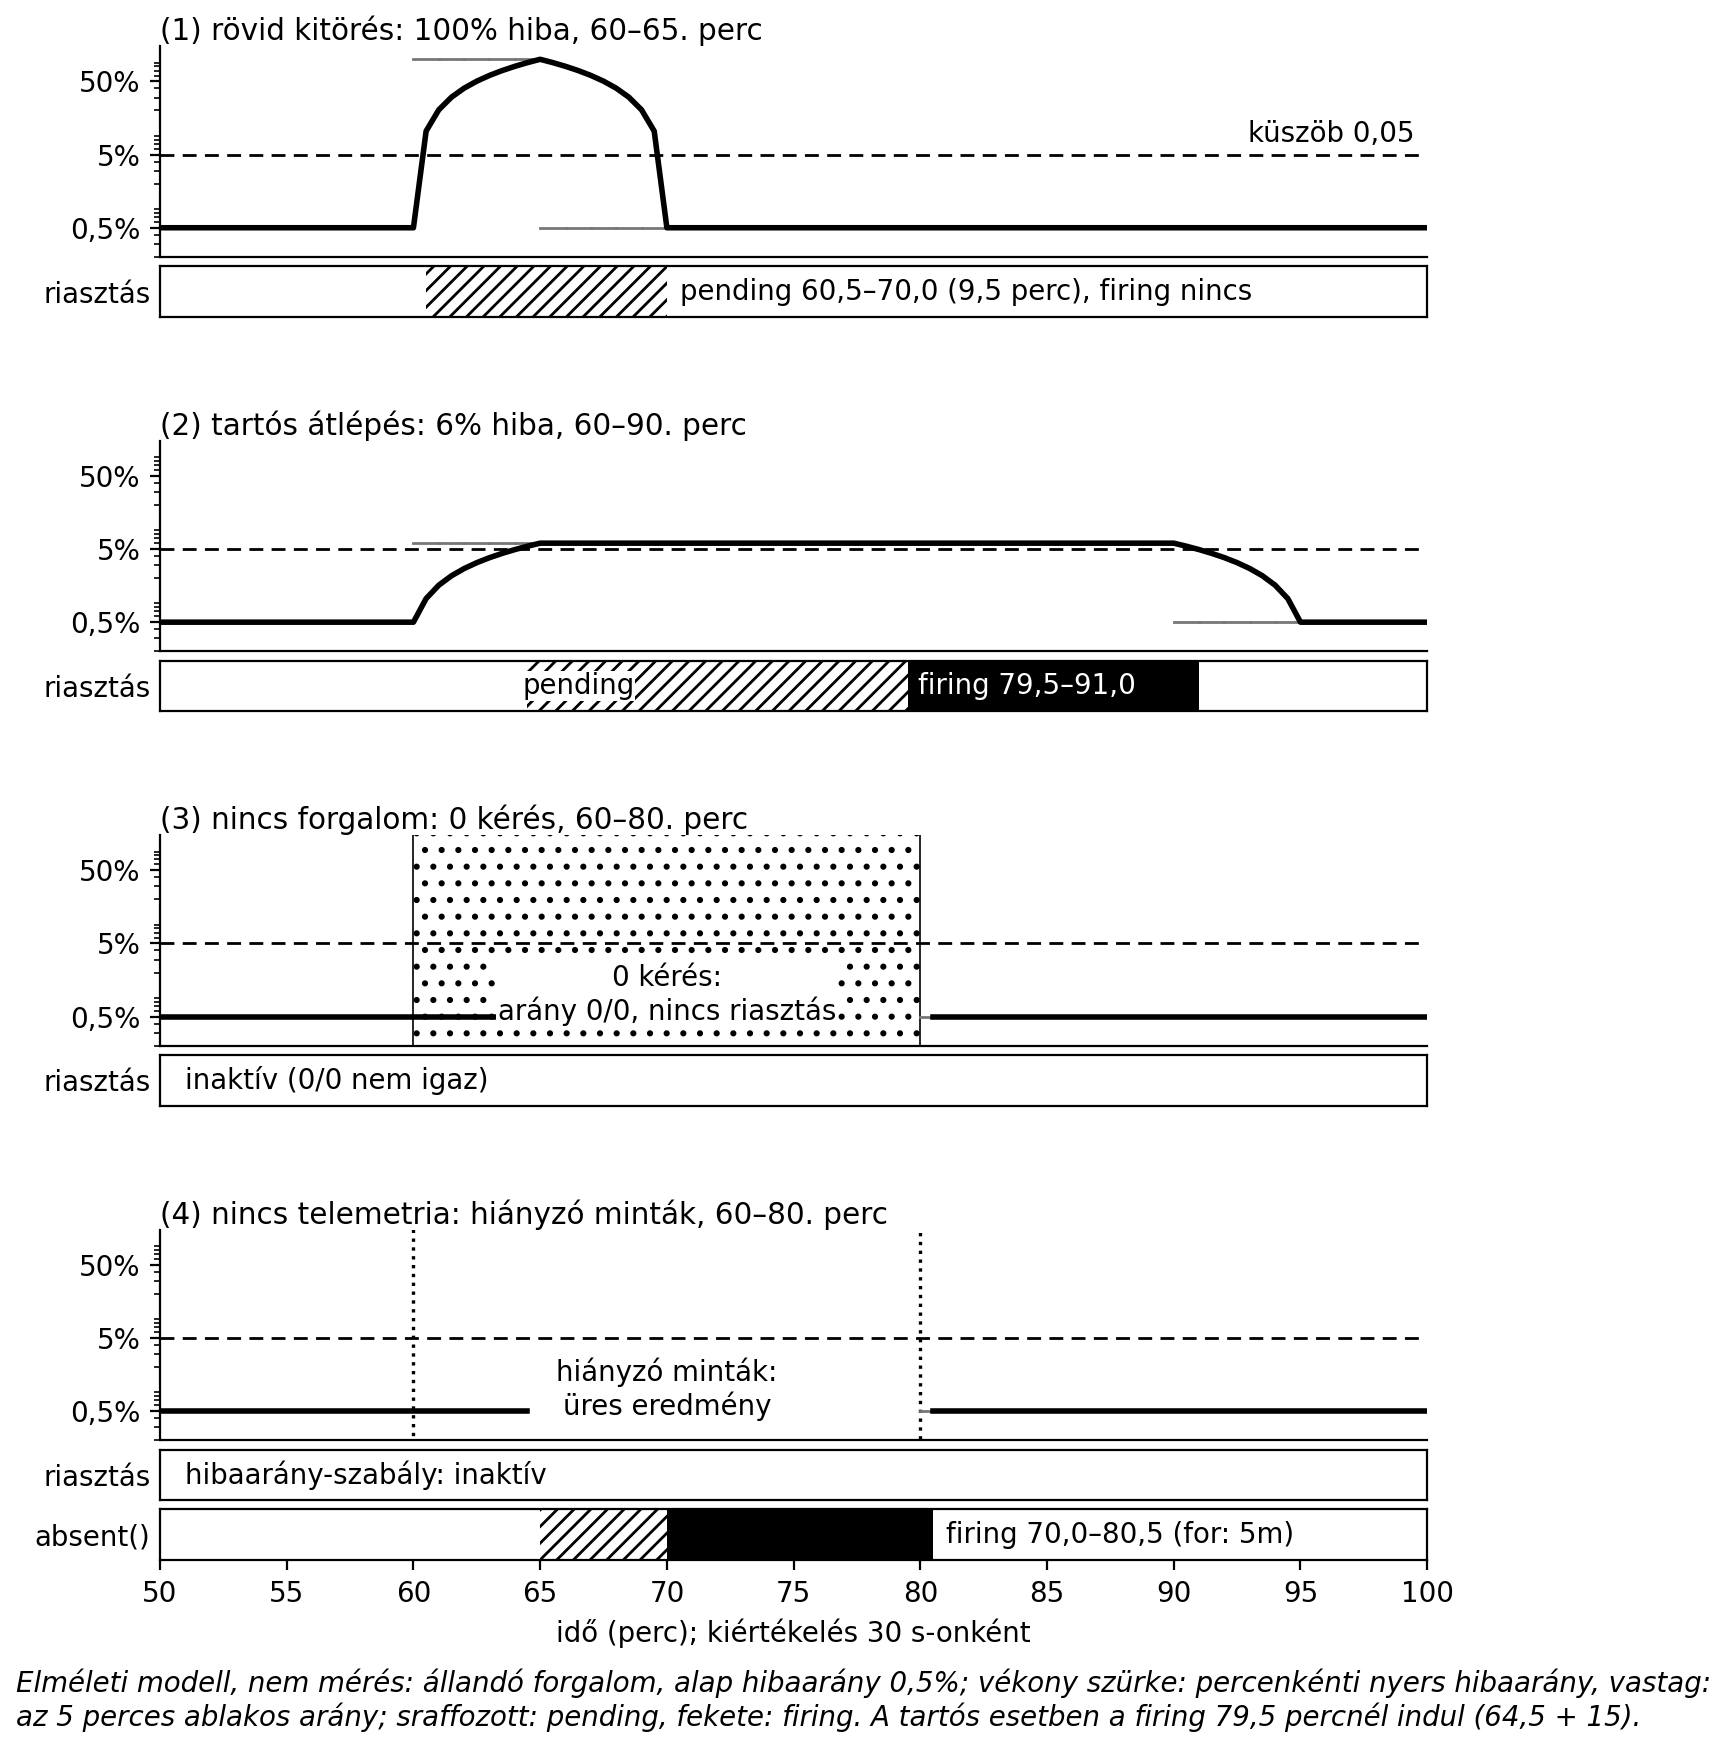 (1) rövid kitörés: 100% hiba, 60–65. perc
50%
küszöb 0,05
5%
0,5%
riasztás
pending 60,5–70,0 (9,5 perc), firing nincs
(2) tartós átlépés: 6% hiba, 60–90. perc
50%
5%
0,5%
riasztás
pending
firing 79,5–91,0
(3) nincs forgalom: 0 kérés, 60–80. perc
50%
5%
0 kérés:
0,5%
arány 0/0, nincs riasztás
riasztás
inaktív (0/0 nem igaz)
(4) nincs telemetria: hiányzó minták, 60–80. perc
50%
5%
hiányzó minták:
0,5%
üres eredmény
riasztás
hibaarány-szabály: inaktív
absent()
firing 70,0–80,5 (for: 5m)
50 55 60 65 70 75 80 85 90 95 100
idő (perc); kiértékelés 30 s-onként
Elméleti modell, nem mérés: állandó forgalom, alap hibaarány 0,5%; vékony szürke: percenkénti nyers hibaarány, vastag:
az 5 perces ablakos arány; sraffozott: pending, fekete: firing. A tartós esetben a firing 79,5 percnél indul (64,5 + 15).